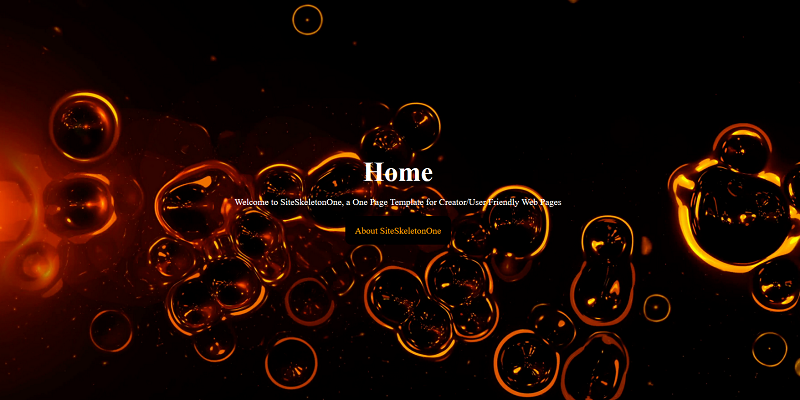 Home
Welcome to SiteSkeletonOne, a One Page Template for Creator/User Friendly Web Pages
About SiteSkeletonOne